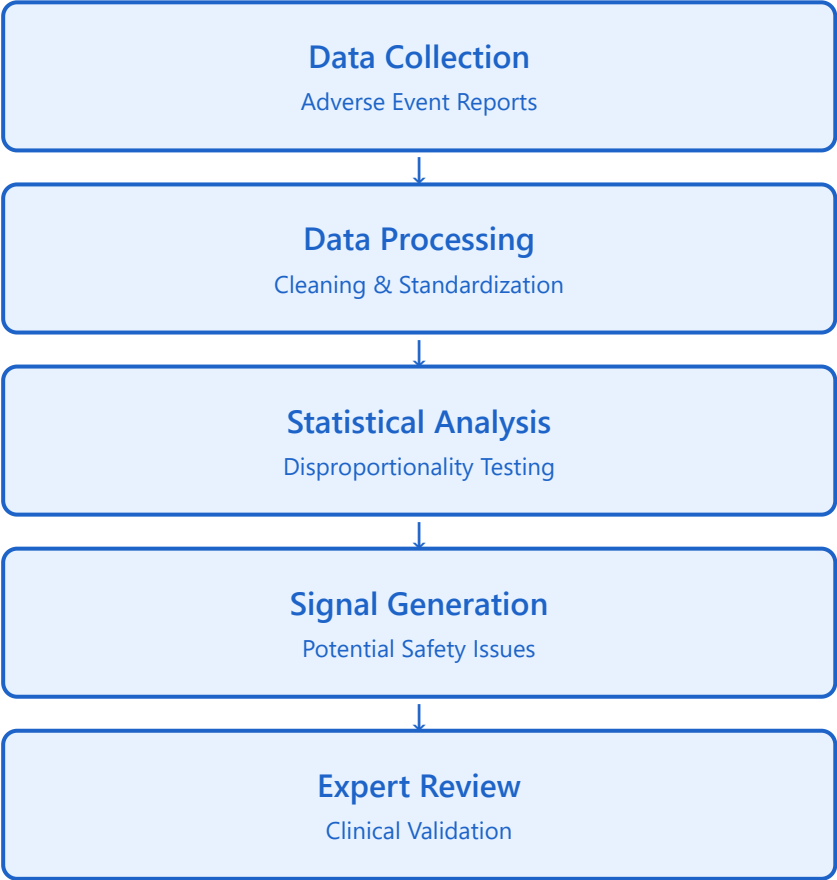 Data Collection
Adverse Event Reports
↓
Data Processing
Cleaning & Standardization
↓
Statistical Analysis
Disproportionality Testing
↓
Signal Generation
Potential Safety Issues
↓
Expert Review
Clinical Validation